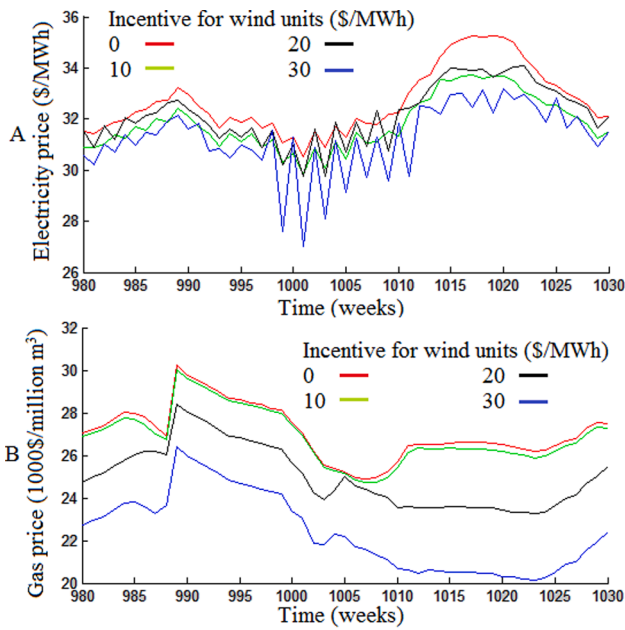 36
Incentive for wind units ($/MWh)
0 20
10 30
34
32
30
28
26
A
Electricity price ($/MWh)
980 985 990 995 1000 1005 1010 1015 1020 1025 1030
Time (weeks)
32
Incentive for wind units ($/MWh)
0 20
10 30
30
28
26
24
22
20
B
Gas price (1000$/million m³)
980 985 990 995 1000 1005 1010 1015 1020 1025 1030
Time (weeks)